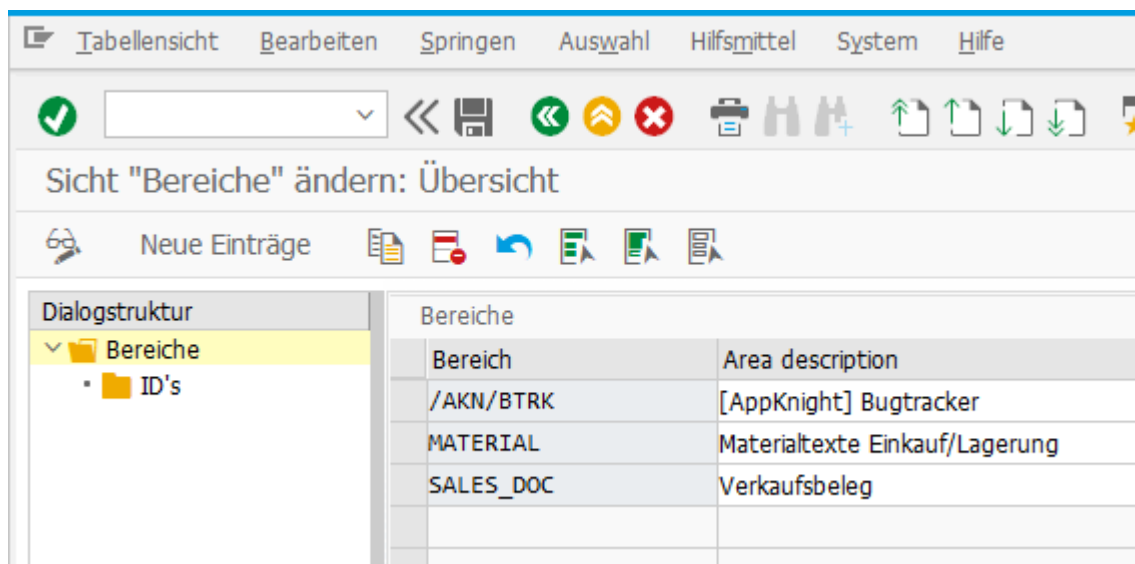 Tabellensicht Bearbeiten Springen Auswahl Hilfsmittel System Hilfe
Sicht "Bereiche" ändern: Übersicht
Neue Einträge
Dialogstruktur
Bereiche
ID's
Bereiche
Bereich Area description
/AKN/BTRK [AppKnight] Bugtracker
MATERIAL Materialtexte Einkauf/Lagerung
SALES_DOC Verkaufsbeleg